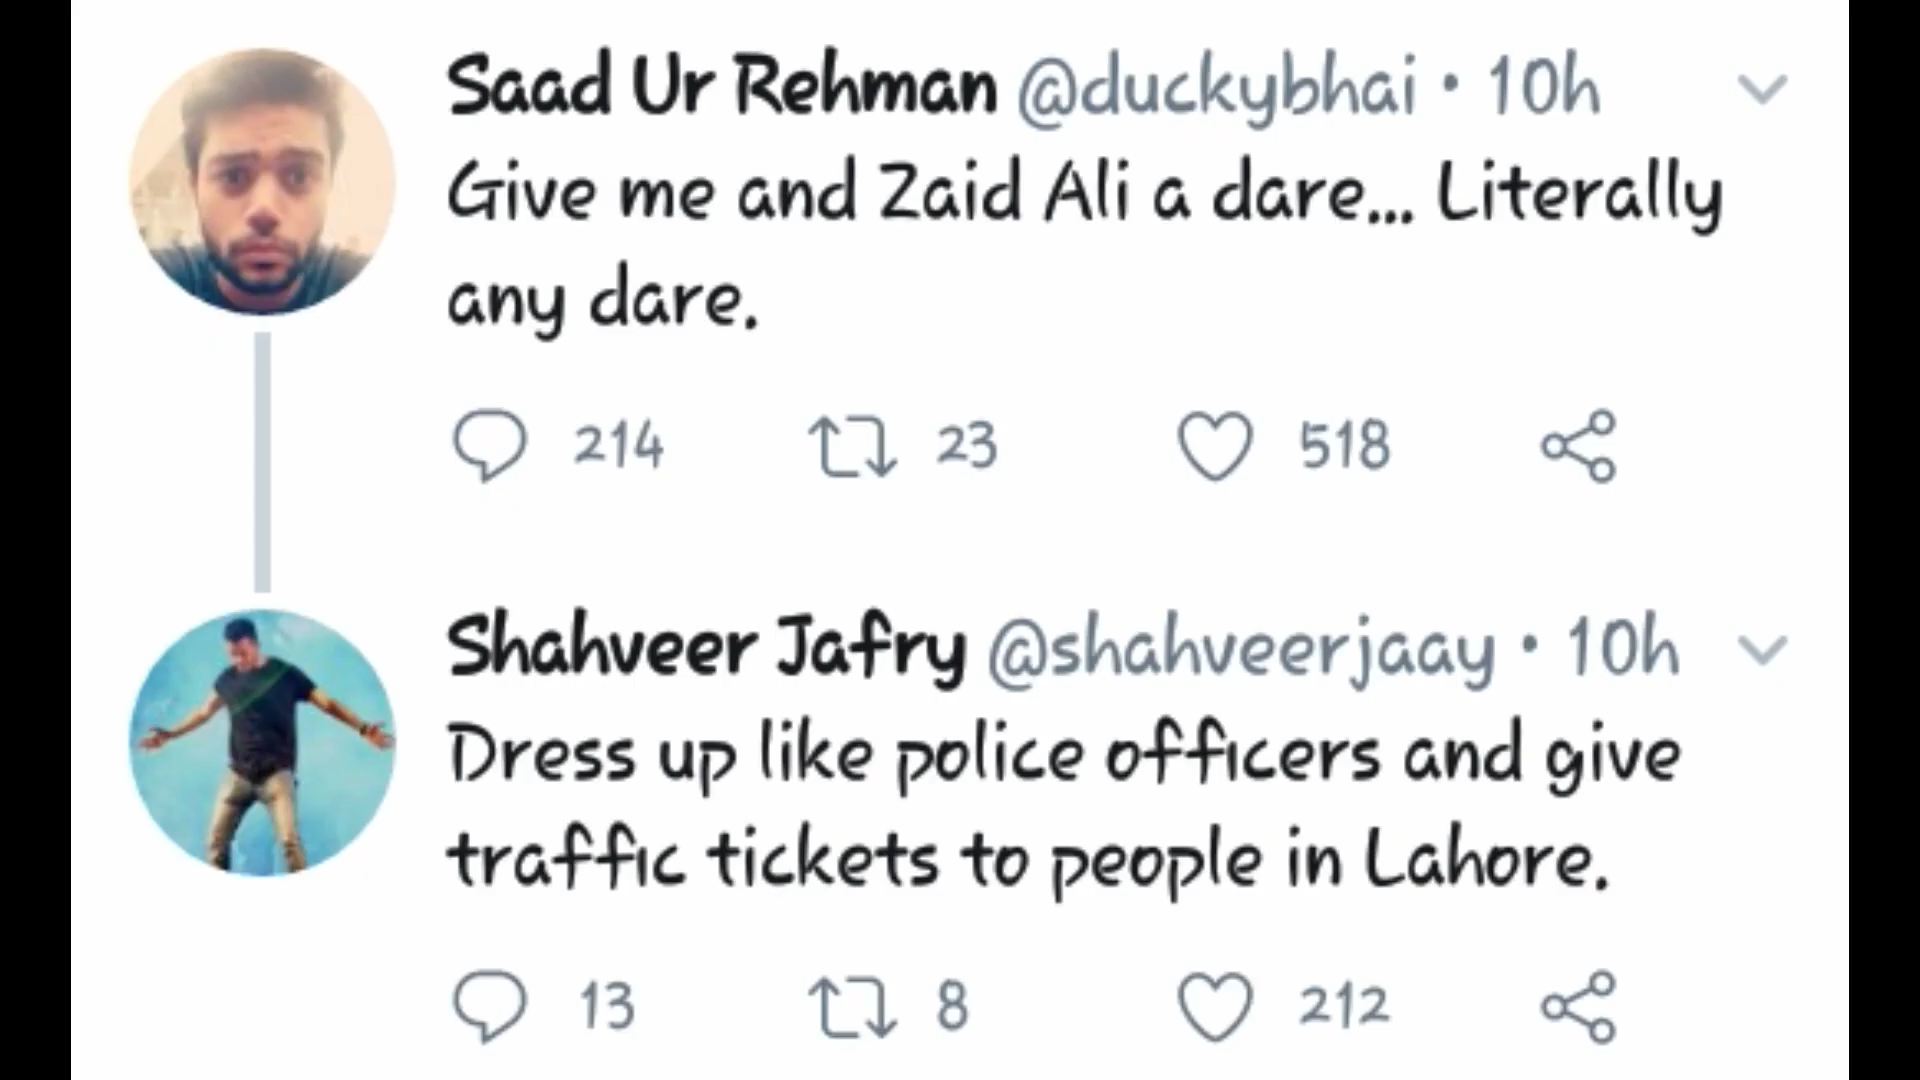 Saad Ur Rehman @duckybhai • 10h
Give me and Zaid Ali a dare... Literally
any dare.
214 23 518
Shahveer Jafry @shahveerjaay • 10h
Dress up like police officers and give
traffic tickets to people in Lahore.
13 8 212